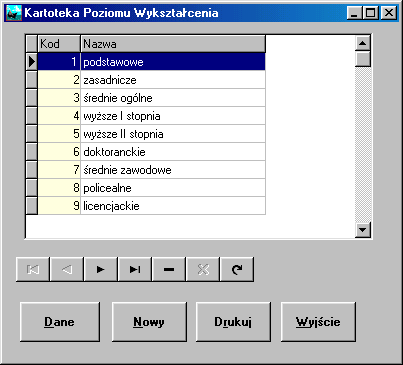 Kartoteka Poziomu Wykształcenia
Kod Nazwa
1 podstawowe
2 zasadnicze
3 średnie ogólne
4 wyższe I stopnia
5 wyższe II stopnia
6 doktoranckie
7 średnie zawodowe
8 policealne
9 licencjackie
Dane Nowy Drukuj Wyjście